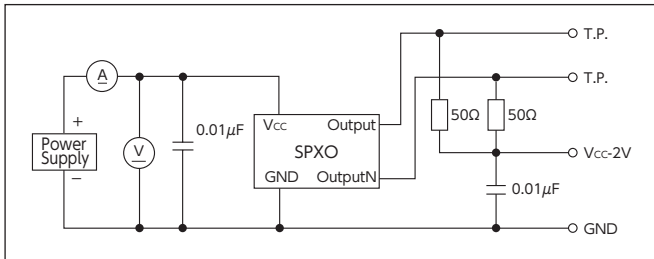 T.P.
A
T.P.
+
Power
Supply
−
V
0.01μF
Vcc Output
SPXO
GND OutputN
50Ω 50Ω
Vcc-2V
0.01μF
GND